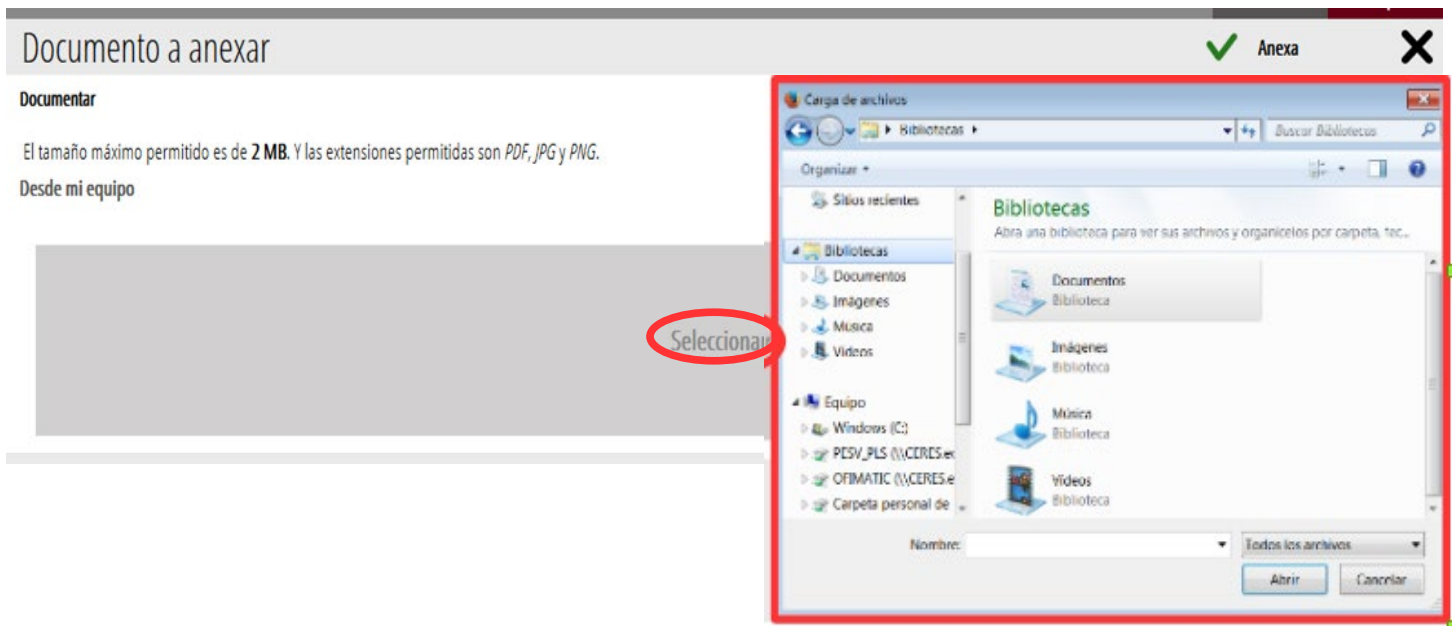 Documento a anexar
Anexa
Documentar
El tamaño máximo permitido es de 2 MB. Y las extensiones permitidas son PDF, JPG y PNG.
Desde mi equipo
Seleccionar
Carga de archivos
Bibliotecas
Buscar Bibliotecas
Organizar
Sitios recientes
Bibliotecas
Documentos
Imágenes
Música
Vídeos
Equipo
Windows (C:)
PESV_PLS (\\CERES.ec
OFIMATIC (\\CERES.e
Carpeta personal de
Bibliotecas
Abra una biblioteca para ver sus archivos y organícelos por carpeta, fec...
Documentos
Biblioteca
Imágenes
Biblioteca
Música
Biblioteca
Vídeos
Biblioteca
Nombre:
Todos los archivos
Abrir
Cancelar